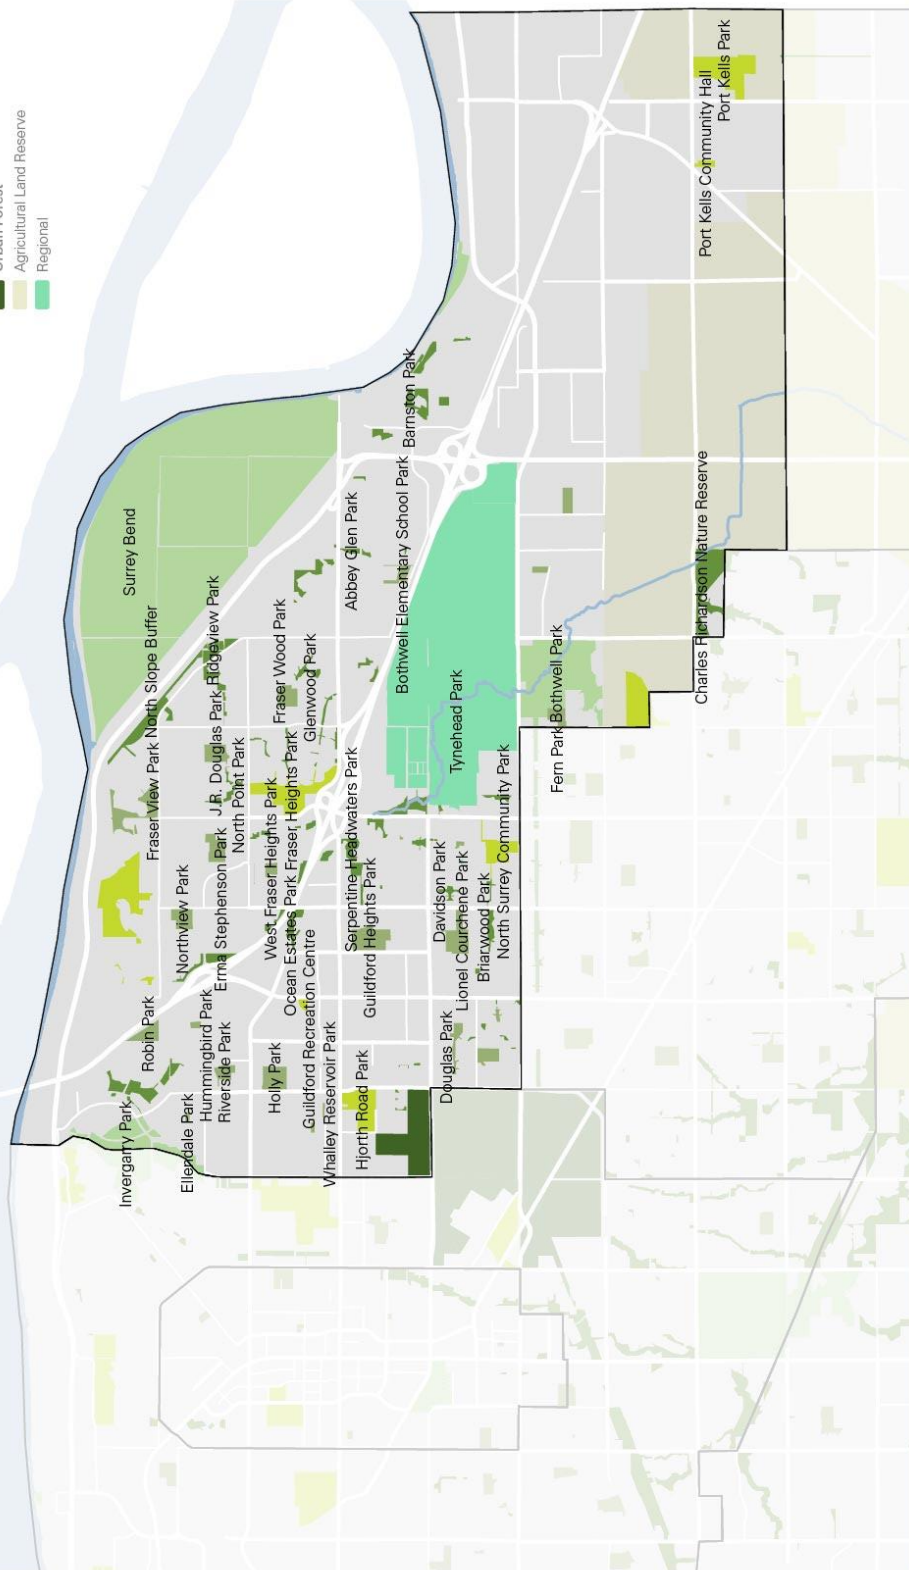 Agricultural Land Reserve
Regional
Surrey Bend
North Slope Buffer
Fraser View Park
Robin Park
Invergarry Park
Northview Park
Ellendale Park
Ridgeview Park
J.R. Douglas Park
Erma Stephenson Park
Hummingbird Park
North Point Park
Riverside Park
Fraser Wood Park
West Fraser Heights Park
Holly Park
Fraser Heights Park
Ocean Estates Park
Glenwood Park
Guildford Recreation Centre
Whalley Reservoir Park
Abbey Glen Park
Serpentine Headwaters Park
Hjorth Road Park
Guildford Heights Park
Barnston Park
Bothwell Elementary School Park
Davidson Park
Douglas Park
Tynehead Park
Lionel Courchene Park
Briarwood Park
North Surrey Community Park
Bothwell Park
Fern Park
Charles Richardson Nature Reserve
Port Kells Community Hall
Port Kells Park